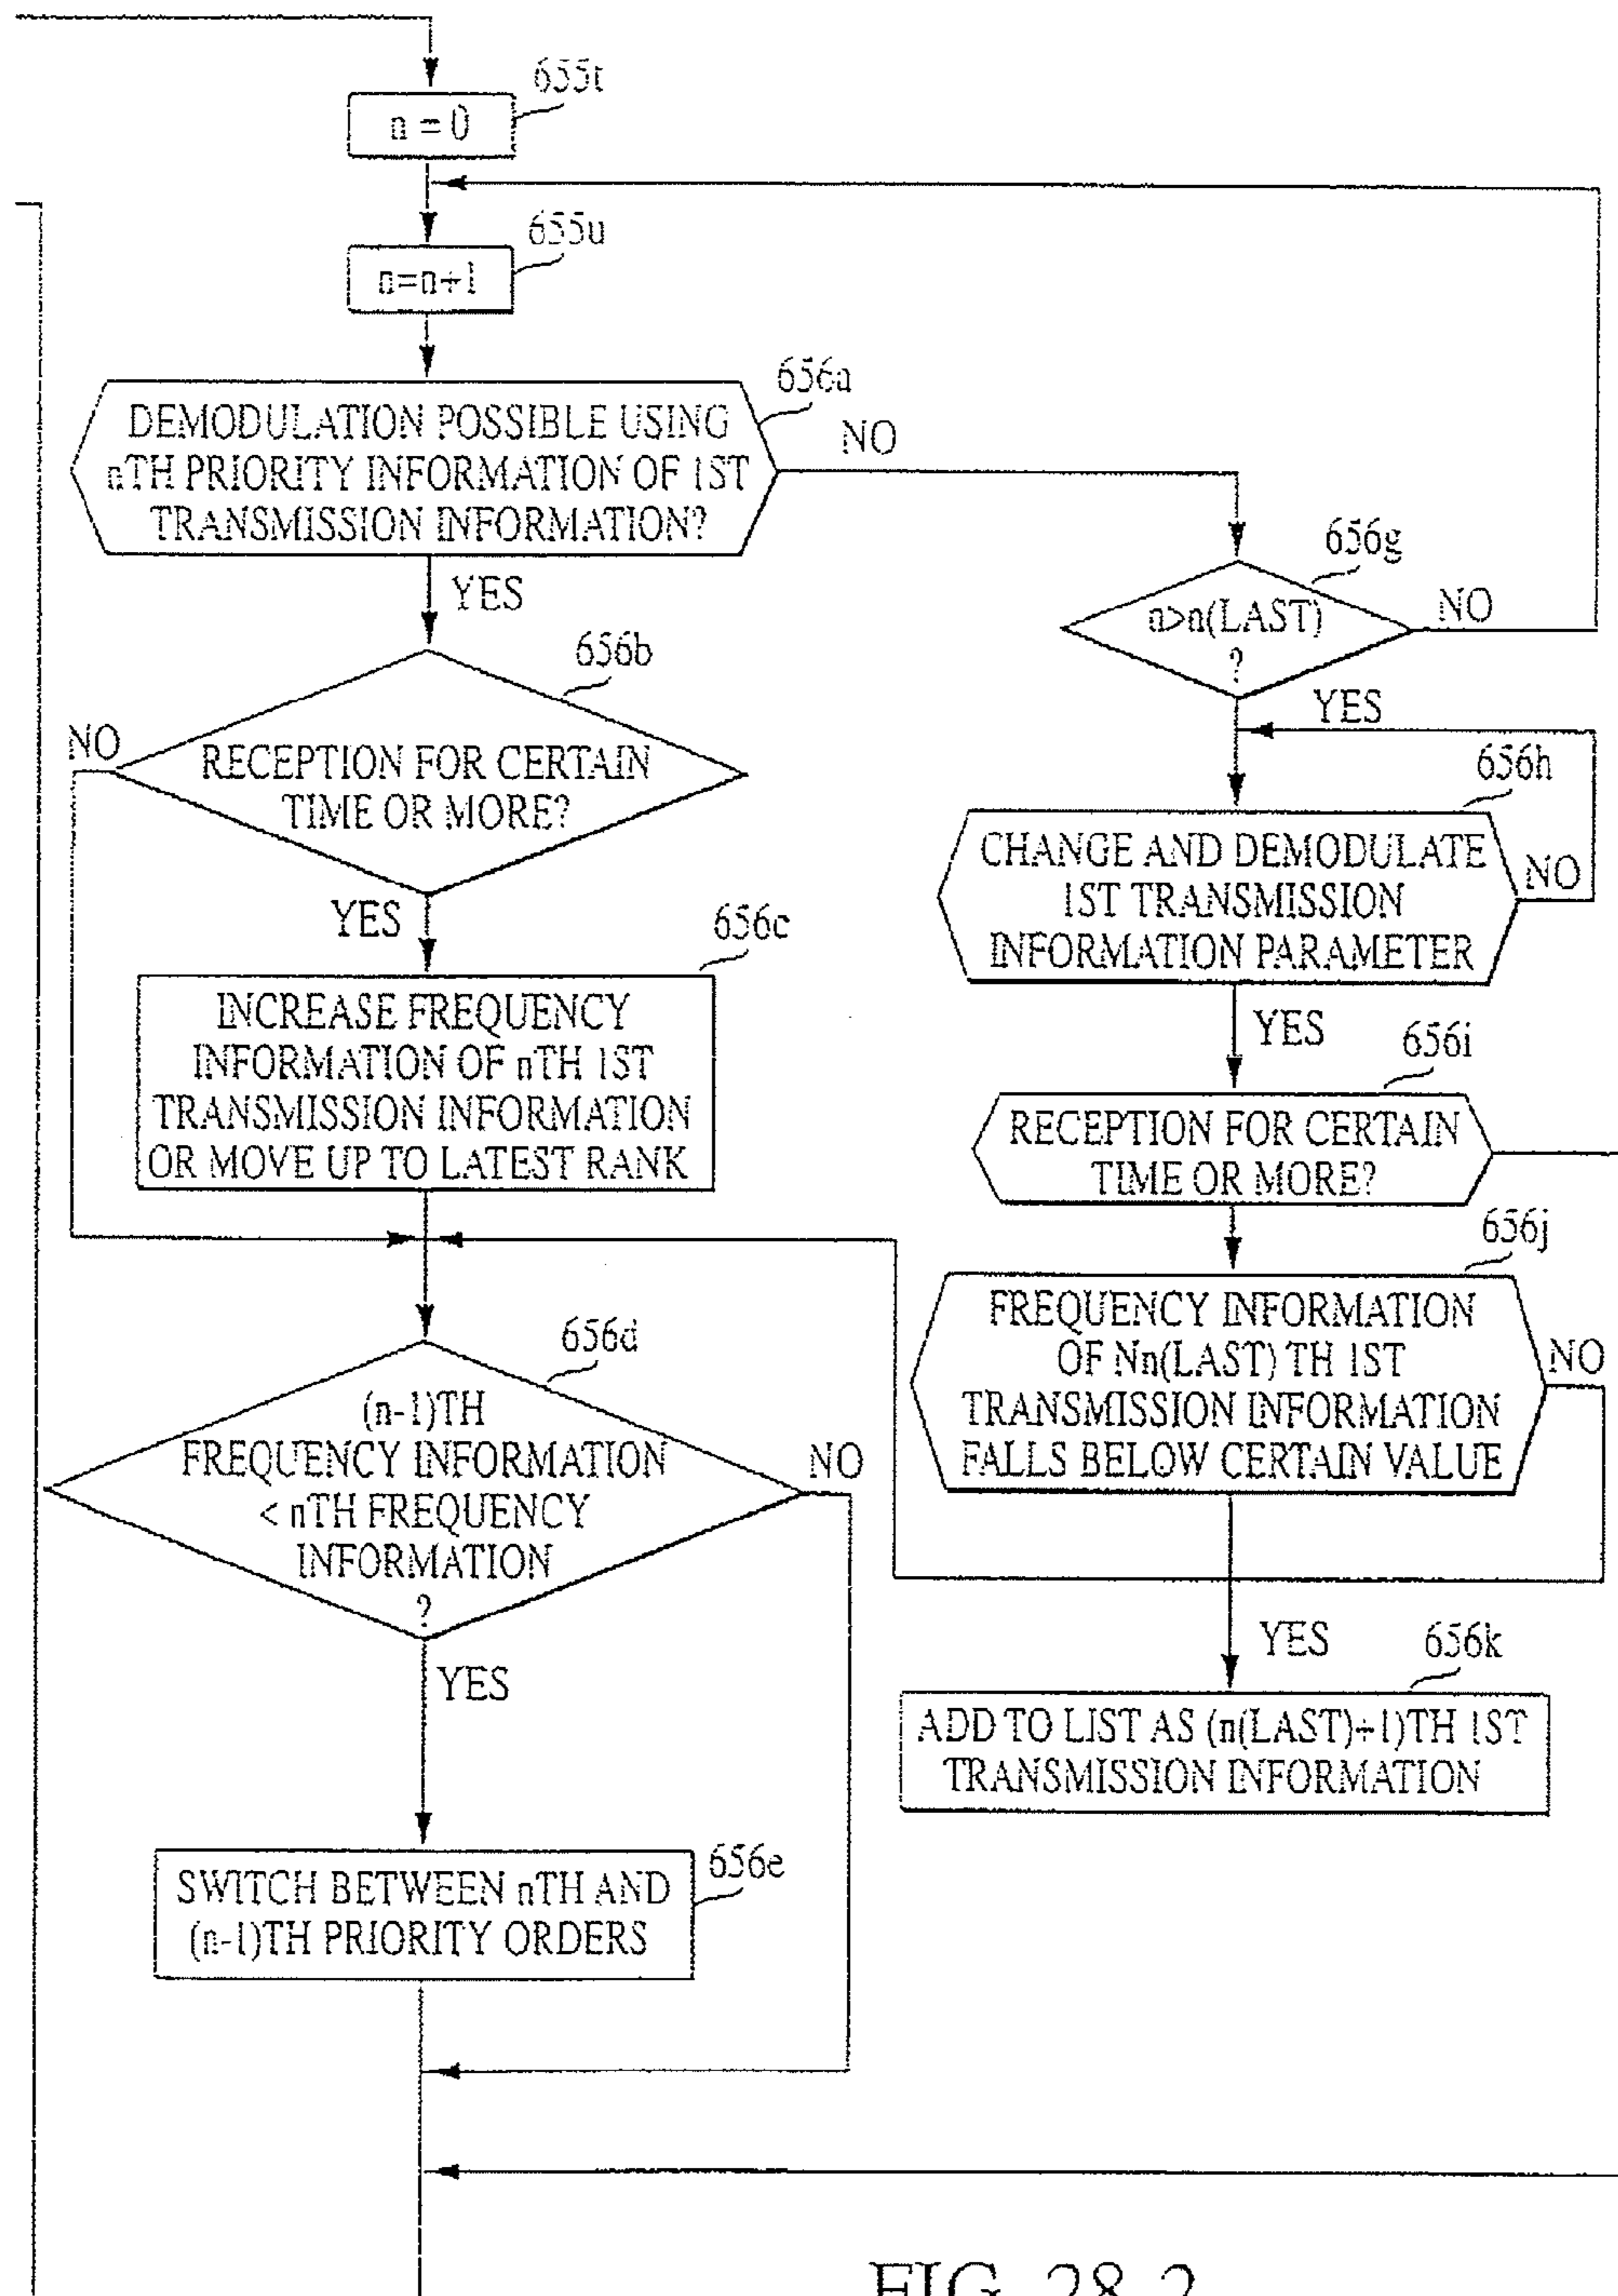 655t
n = 0
655u
n=n+1
656a
DEMODULATION POSSIBLE USING
nTH PRIORITY INFORMATION OF 1ST
TRANSMISSION INFORMATION?
NO
YES
656g
n>n(LAST)
?
NO
YES
656b
NO
RECEPTION FOR CERTAIN
TIME OR MORE?
YES
656h
CHANGE AND DEMODULATE
1ST TRANSMISSION
INFORMATION PARAMETER
NO
YES
656c
INCREASE FREQUENCY
INFORMATION OF nTH 1ST
TRANSMISSION INFORMATION
OR MOVE UP TO LATEST RANK
656i
RECEPTION FOR CERTAIN
TIME OR MORE?
656j
FREQUENCY INFORMATION
OF Nn(LAST) TH 1ST
TRANSMISSION INFORMATION
FALLS BELOW CERTAIN VALUE
NO
YES
656d
(n-1)TH
FREQUENCY INFORMATION
< nTH FREQUENCY
INFORMATION
?
NO
YES
656k
ADD TO LIST AS (n(LAST)+1)TH 1ST
TRANSMISSION INFORMATION
656e
SWITCH BETWEEN nTH AND
(n-1)TH PRIORITY ORDERS
FIG. 28-2